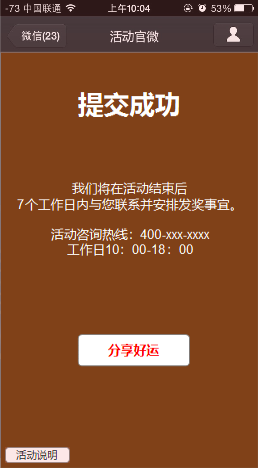 -73 中国联通 上午10:04 53%
微信(23) 活动官微
提交成功
我们将在活动结束后
7个工作日内与您联系并安排发奖事宜。
活动咨询热线：400-xxx-xxxx
工作日10：00-18：00
分享好运
活动说明